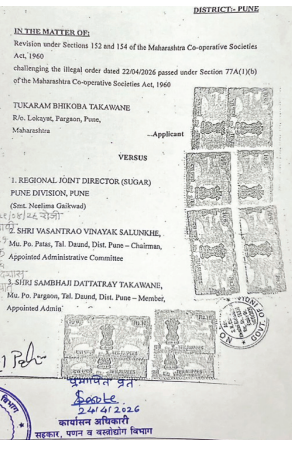 DISTRICT:- PUNE
IN THE MATTER OF:
Revision under Sections 152 and 154 of the Maharashtra Co-operative Societies
Act, 1960
challenging the illegal order dated 22/04/2026 passed under Section 77A(1)(b)
of the Maharashtra Co-operative Societies Act, 1960
TUKARAM BHIKOBA TAKAWANE
R/o. Lokayat, Pargaon, Pune,
Maharashtra
...Applicant
VERSUS
1. REGIONAL JOINT DIRECTOR (SUGAR)
PUNE DIVISION, PUNE
(Smt. Neelima Gaikwad)
2. SHRI VASANTRAO VINAYAK SALUNKHE,
Mu. Po. Patas, Tal. Daund, Dist. Pune – Chairman,
Appointed Administrative Committee
3. SHRI SAMBHAJI DATTATRAY TAKAWANE,
Mu. Po. Pargaon, Tal. Daund, Dist. Pune – Member,
Appointed Admin
प्रमाणित प्रत
24/4/2026
कार्यासन अधिकारी
सहकार, पणन व वस्त्रोद्योग विभाग